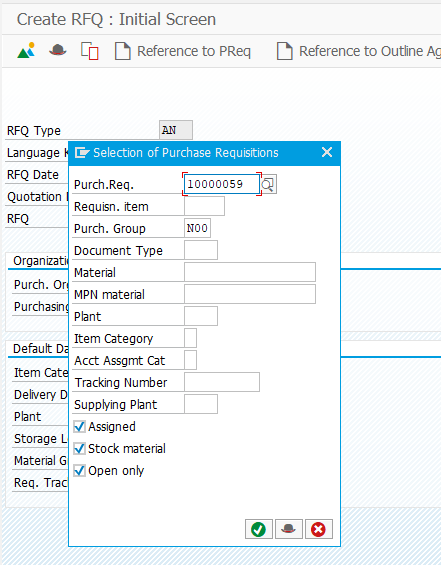 Create RFQ : Initial Screen
Reference to PReq Reference to Outline Ag
RFQ Type AN
Language K
RFQ Date
Quotation
RFQ
Organizati
Purch. Or
Purchasing
Default Da
Item Cate
Delivery D
Plant
Storage L
Material G
Req. Trac
Selection of Purchase Requisitions
Purch.Req. 10000059
Requisn. item
Purch. Group N00
Document Type
Material
MPN material
Plant
Item Category
Acct Assgmt Cat
Tracking Number
Supplying Plant
Assigned
Stock material
Open only